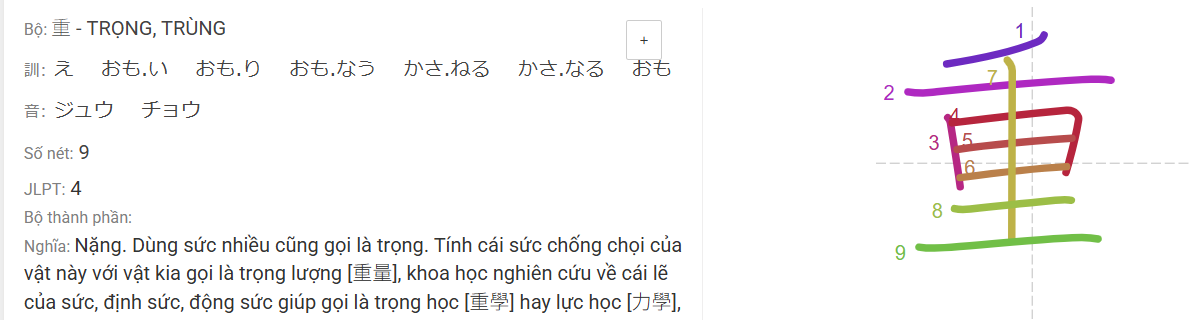 Bộ: 重 - TRỌNG, TRÙNG
+
訓: え おも.い おも.り おも.なう かさ.ねる かさ.なる おも
音: ジュウ チョウ
Số nét: 9
JLPT: 4
Bộ thành phần:
Nghĩa: Nặng. Dùng sức nhiều cũng gọi là trọng. Tính cái sức chống chọi của
vật này với vật kia gọi là trọng lượng [重量], khoa học nghiên cứu về cái lẽ
của sức, định sức, động sức giúp gọi là trọng học [重學] hay lực học [力學],
重
1
2
3
4
5
6
7
8
9